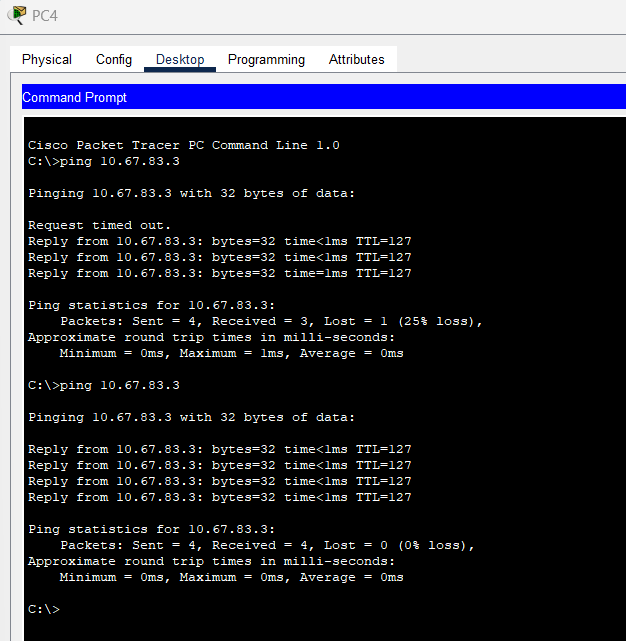 PC4
Physical Config Desktop Programming Attributes
Command Prompt
Cisco Packet Tracer PC Command Line 1.0
C:\>ping 10.67.83.3
Pinging 10.67.83.3 with 32 bytes of data:
Request timed out.
Reply from 10.67.83.3: bytes=32 time<1ms TTL=127
Reply from 10.67.83.3: bytes=32 time<1ms TTL=127
Reply from 10.67.83.3: bytes=32 time=1ms TTL=127
Ping statistics for 10.67.83.3:
Packets: Sent = 4, Received = 3, Lost = 1 (25% loss),
Approximate round trip times in milli-seconds:
Minimum = 0ms, Maximum = 1ms, Average = 0ms
C:\>ping 10.67.83.3
Pinging 10.67.83.3 with 32 bytes of data:
Reply from 10.67.83.3: bytes=32 time<1ms TTL=127
Reply from 10.67.83.3: bytes=32 time<1ms TTL=127
Reply from 10.67.83.3: bytes=32 time<1ms TTL=127
Reply from 10.67.83.3: bytes=32 time<1ms TTL=127
Ping statistics for 10.67.83.3:
Packets: Sent = 4, Received = 4, Lost = 0 (0% loss),
Approximate round trip times in milli-seconds:
Minimum = 0ms, Maximum = 0ms, Average = 0ms
C:\>